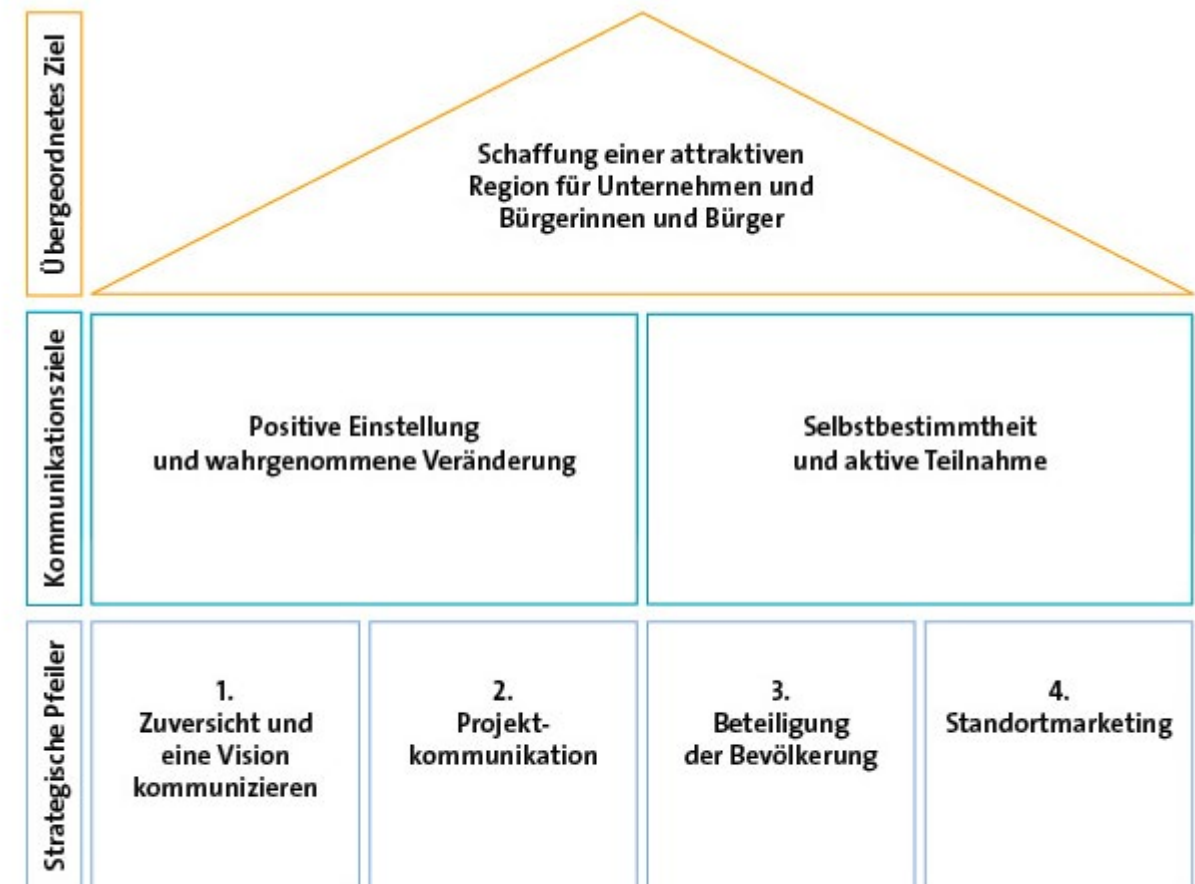 Übergeordnetes Ziel
Schaffung einer attraktiven
Region für Unternehmen und
Bürgerinnen und Bürger
Kommunikationsziele
Positive Einstellung
und wahrgenommene Veränderung
Selbstbestimmtheit
und aktive Teilnahme
Strategische Pfeiler
1.
Zuversicht und
eine Vision
kommunizieren
2.
Projekt-
kommunikation
3.
Beteiligung
der Bevölkerung
4.
Standortmarketing